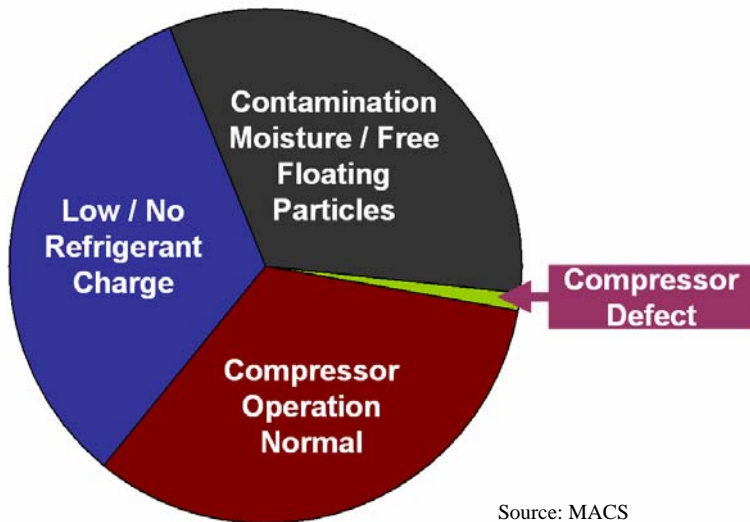 Contamination
Moisture / Free
Floating
Particles
Low / No
Refrigerant
Charge
Compressor
Defect
Compressor
Operation
Normal
Source: MACS